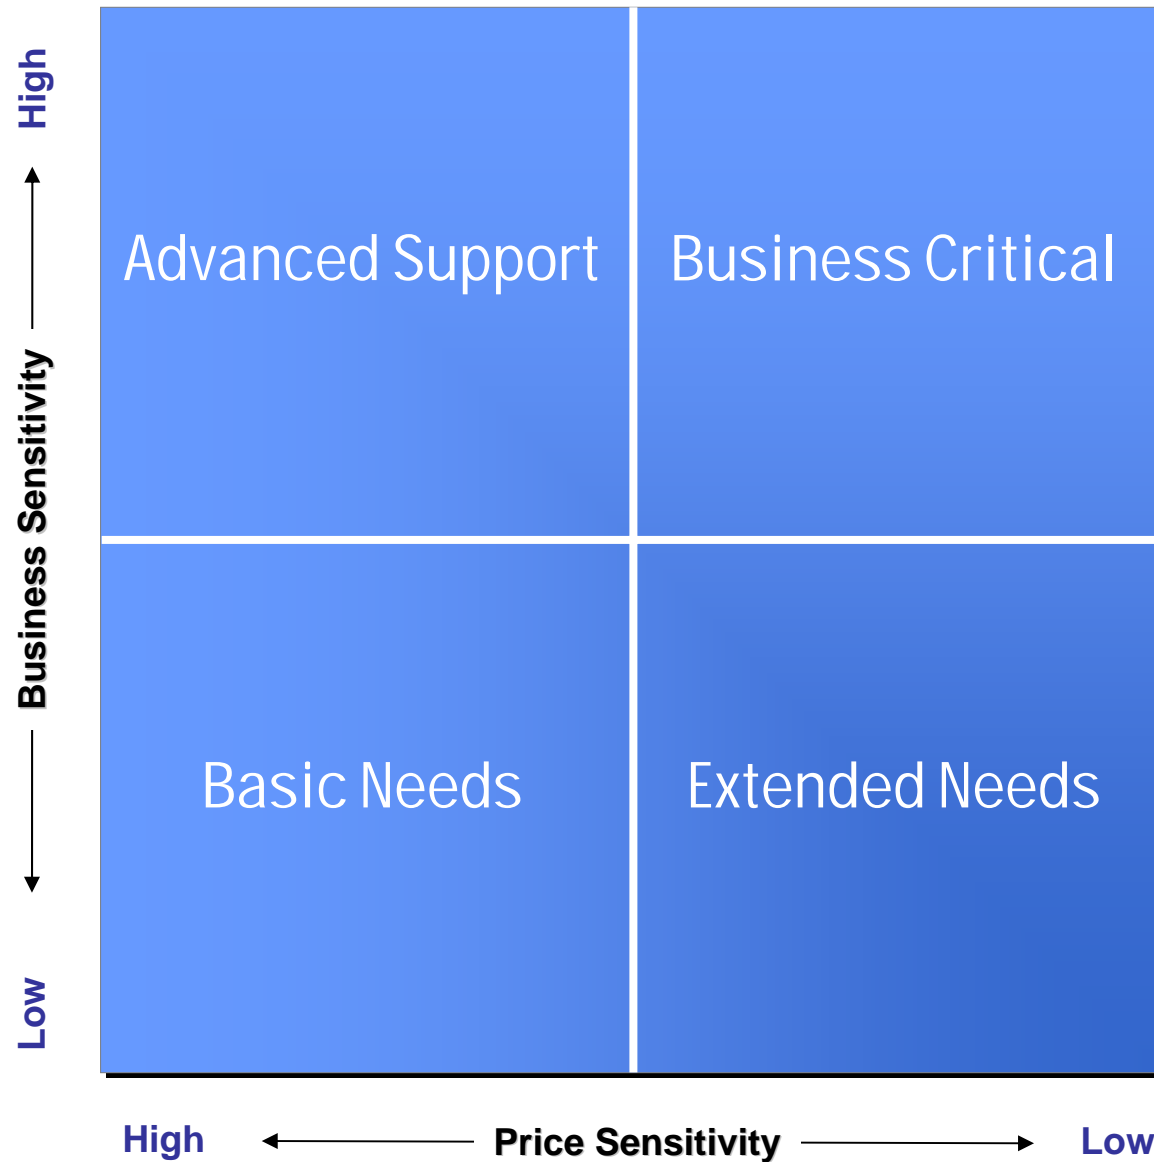 High
Advanced Support
Business Critical
Business Sensitivity
Basic Needs
Extended Needs
Low
High
Price Sensitivity
Low